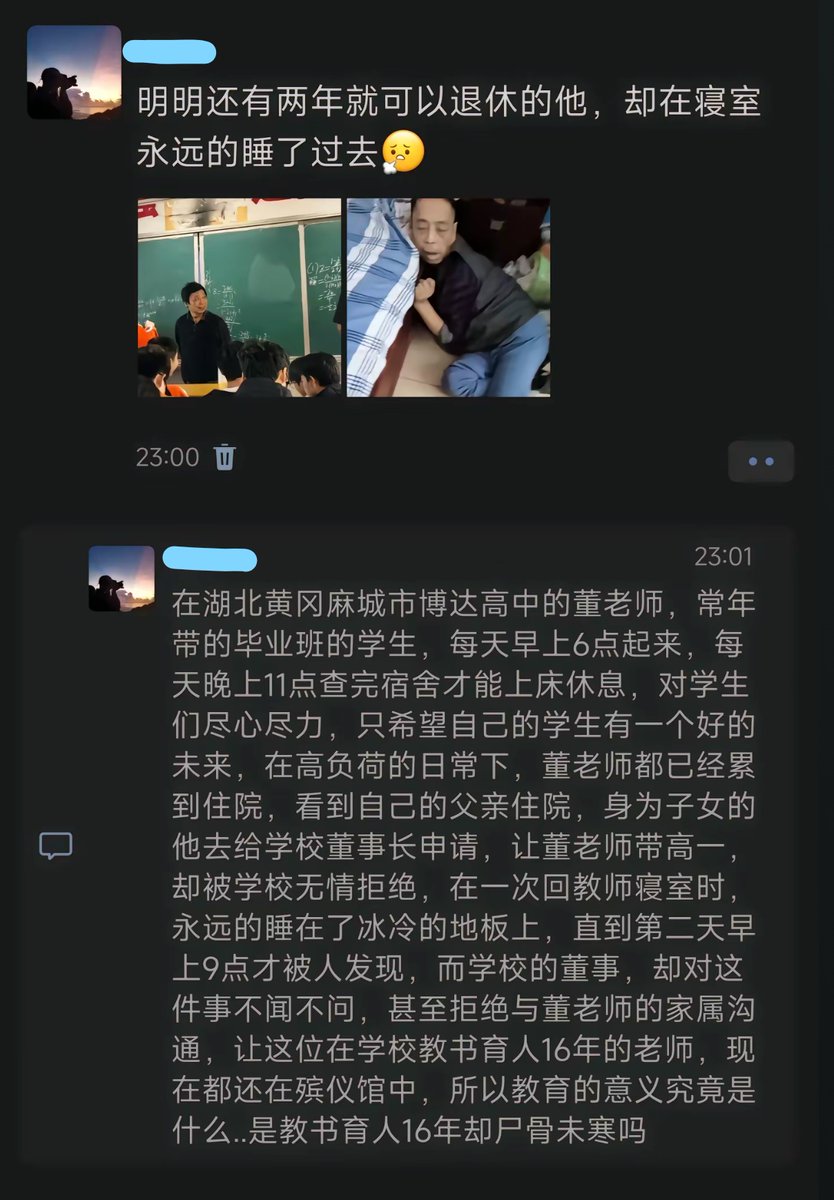 明明还有两年就可以退休的他，却在寝室
永远的睡了过去
23:00
23:01
在湖北黄冈麻城市博达高中的董老师，常年
带的毕业班的学生，每天早上6点起来，每
天晚上11点查完宿舍才能上床休息，对学生
们尽心尽力，只希望自己的学生有一个好的
未来，在高负荷的日常下，董老师都已经累
到住院，看到自己的父亲住院，身为子女的
他去给学校董事长申请，让董老师带高一，
却被学校无情拒绝，在一次回教师寝室时，
永远的睡在了冰冷的地板上，直到第二天早
上9点才被人发现，而学校的董事，却对这
件事不闻不问，甚至拒绝与董老师的家属沟
通，让这位在学校教书育人16年的老师，现
在都还在殡仪馆中，所以教育的意义究竟是
什么..是教书育人16年却尸骨未寒吗